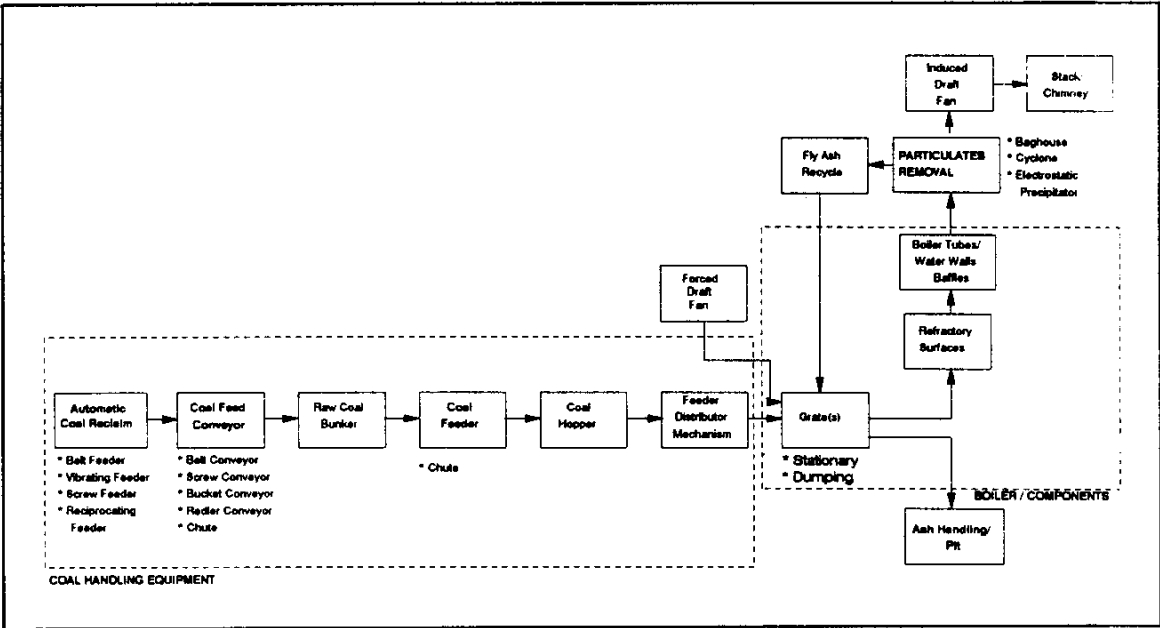 Induced
Draft
Fan
Stack
Chimney
Fly Ash
Recycle
PARTICULATES
REMOVAL
* Baghouse
* Cyclone
* Electrostatic
Precipitator
Boiler Tubes/
Water Walls
Baffles
Forced
Draft
Fan
Refractory
Surfaces
Automatic
Coal Reclaim
Coal Feed
Conveyor
Raw Coal
Bunker
Coal
Feeder
Coal
Hopper
Feeder
Distributor
Mechanism
Grate(s)
* Belt Feeder
* Vibrating Feeder
* Screw Feeder
* Reciprocating
Feeder
* Belt Conveyor
* Screw Conveyor
* Bucket Conveyor
* Redler Conveyor
* Chute
* Chute
* Stationary
* Dumping
BOILER / COMPONENTS
Ash Handling/
Pit
COAL HANDLING EQUIPMENT